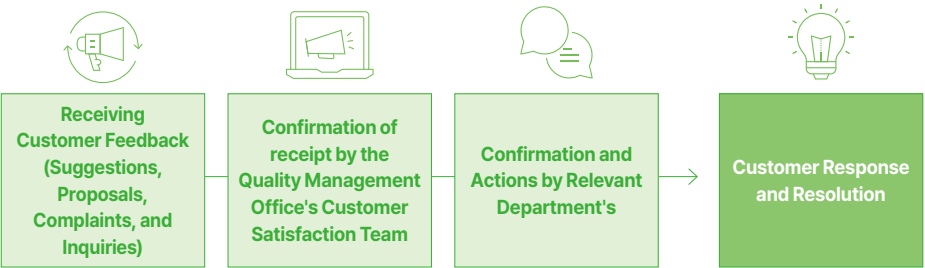 Receiving
Customer Feedback
(Suggestions,
Proposals,
Complaints, and
Inquiries)
Confirmation of
receipt by the
Quality Management
Office's Customer
Satisfaction Team
Confirmation and
Actions by Relevant
Department's
Customer Response
and Resolution